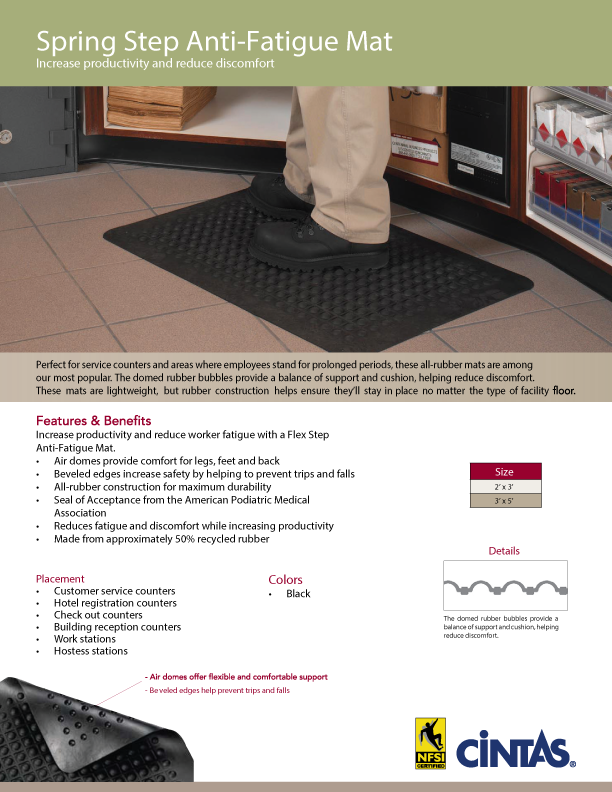 Spring Step Anti-Fatigue Mat
Increase productivity and reduce discomfort
Perfect for service counters and areas where employees stand for prolonged periods, these all-rubber mats are among
our most popular. The domed rubber bubbles provide a balance of support and cushion, helping reduce discomfort.
These mats are lightweight, but rubber construction helps ensure they'll stay in place no matter the type of facility floor.
Features & Benefits
Increase productivity and reduce worker fatigue with a Flex Step
Anti-Fatigue Mat.
• Air domes provide comfort for legs, feet and back
• Beveled edges increase safety by helping to prevent trips and falls
• All-rubber construction for maximum durability
• Seal of Acceptance from the American Podiatric Medical
Association
• Reduces fatigue and discomfort while increasing productivity
• Made from approximately 50% recycled rubber
Size
2' x 3'
3' x 5'
Details
The domed rubber bubbles provide a
balance of support and cushion, helping
reduce discomfort.
Placement
• Customer service counters
• Hotel registration counters
• Check out counters
• Building reception counters
• Work stations
• Hostess stations
Colors
• Black
- Air domes offer flexible and comfortable support
- Beveled edges help prevent trips and falls
NFSI
CERTIFIED
CINTAS®